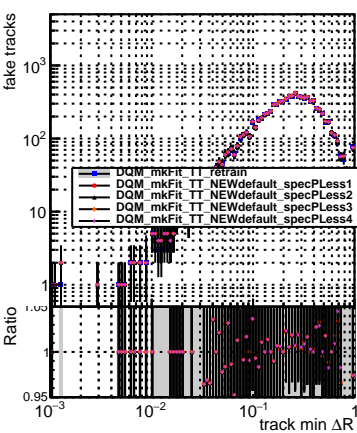 fake tracks
10³
10²
10
1
DQM_mkFit_TT_retrain
DQM_mkFit_TT_NEWdefault_specPLess1
DQM_mkFit_TT_NEWdefault_specPLess2
DQM_mkFit_TT_NEWdefault_specPLess3
DQM_mkFit_TT_NEWdefault_specPLess4
Ratio
1.05
1
0.95
10⁻³ 10⁻² 10⁻¹ 1
track min ΔR